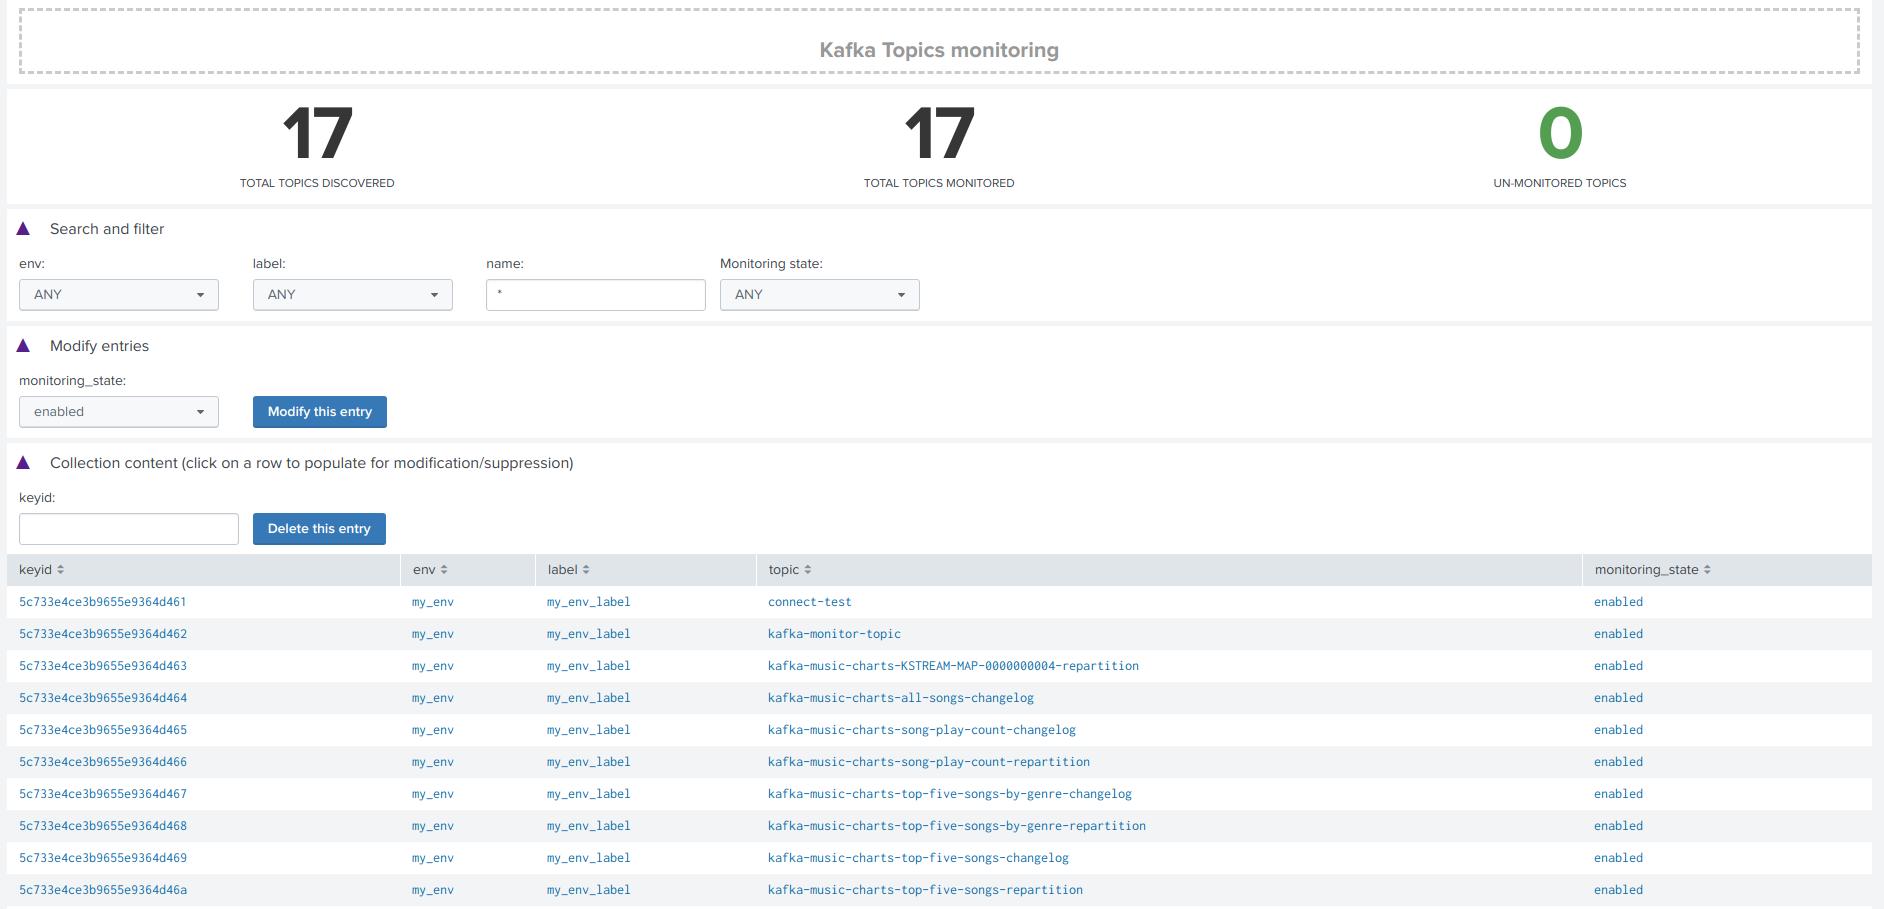 Kafka Topics monitoring
17 17 0
TOTAL TOPICS DISCOVERED TOTAL TOPICS MONITORED UN-MONITORED TOPICS
Search and filter
env: label: name: Monitoring state:
ANY ANY * ANY
Modify entries
monitoring_state:
enabled Modify this entry
Collection content (click on a row to populate for modification/suppression)
keyid:
Delete this entry
keyid env label topic monitoring_state
5c733e4ce3b9655e9364d461 my_env my_env_label connect-test enabled
5c733e4ce3b9655e9364d462 my_env my_env_label kafka-monitor-topic enabled
5c733e4ce3b9655e9364d463 my_env my_env_label kafka-music-charts-KSTREAM-MAP-0000000004-repartition enabled
5c733e4ce3b9655e9364d464 my_env my_env_label kafka-music-charts-all-songs-changelog enabled
5c733e4ce3b9655e9364d465 my_env my_env_label kafka-music-charts-song-play-count-changelog enabled
5c733e4ce3b9655e9364d466 my_env my_env_label kafka-music-charts-song-play-count-repartition enabled
5c733e4ce3b9655e9364d467 my_env my_env_label kafka-music-charts-top-five-songs-by-genre-changelog enabled
5c733e4ce3b9655e9364d468 my_env my_env_label kafka-music-charts-top-five-songs-by-genre-repartition enabled
5c733e4ce3b9655e9364d469 my_env my_env_label kafka-music-charts-top-five-songs-changelog enabled
5c733e4ce3b9655e9364d46a my_env my_env_label kafka-music-charts-top-five-songs-repartition enabled